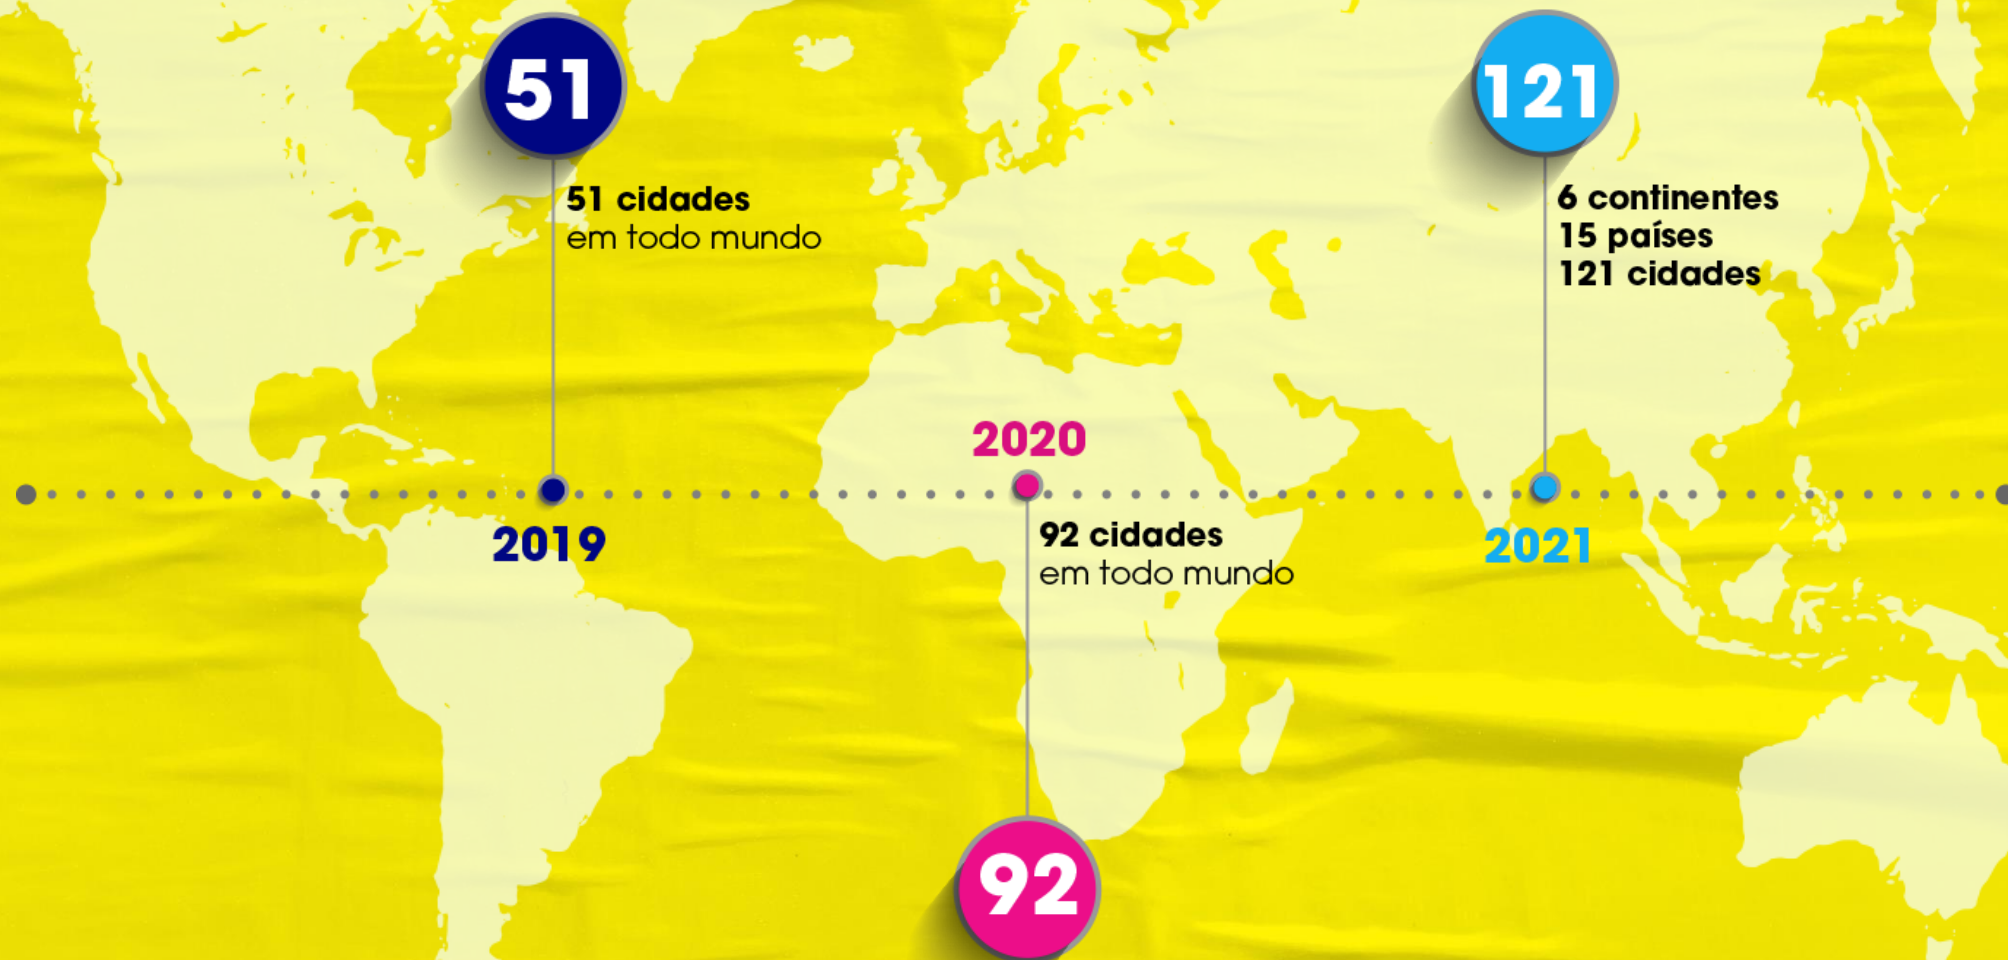 51
51 cidades
em todo mundo
2019
2020
92 cidades
em todo mundo
92
121
6 continentes
15 países
121 cidades
2021